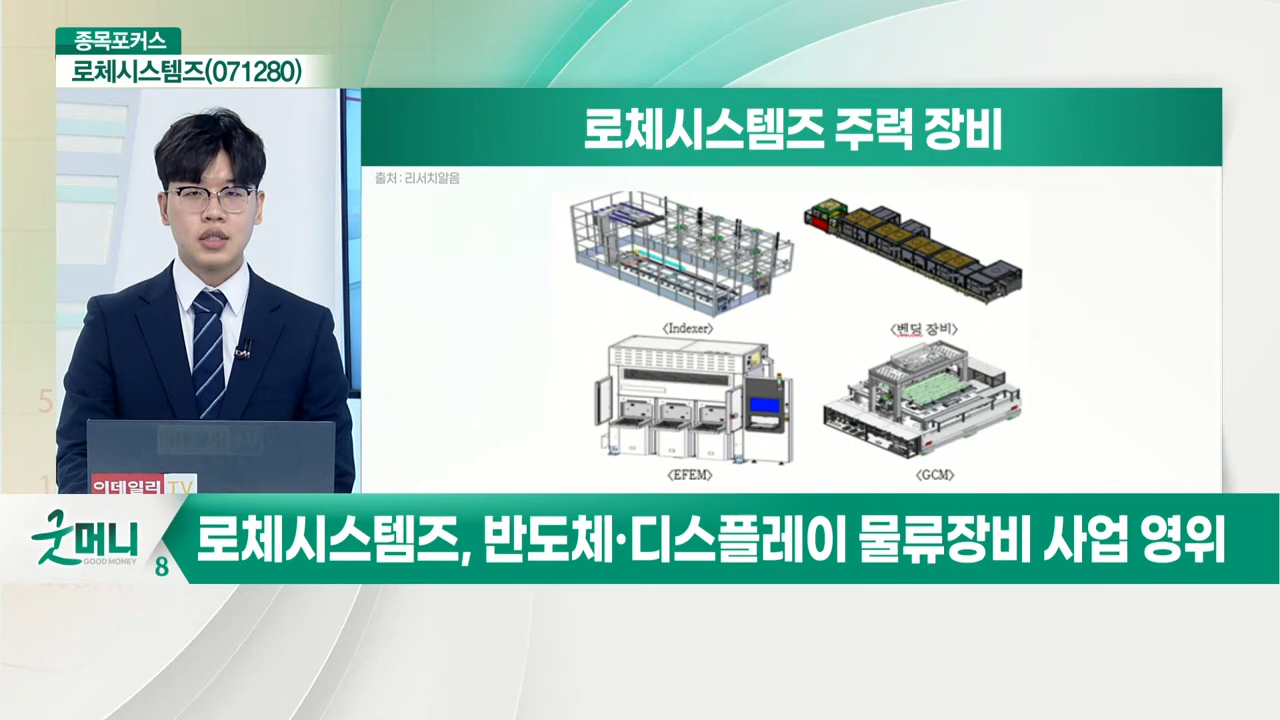 종목포커스
로체시스템즈(071280)
로체시스템즈 주력 장비
출처 : 리서치알음
<Indexer>
<벤딩 장비>
<EFEM>
<GCM>
이데일리 TV
굿머니
GOOD MONEY
8
로체시스템즈, 반도체·디스플레이 물류장비 사업 영위
5
1